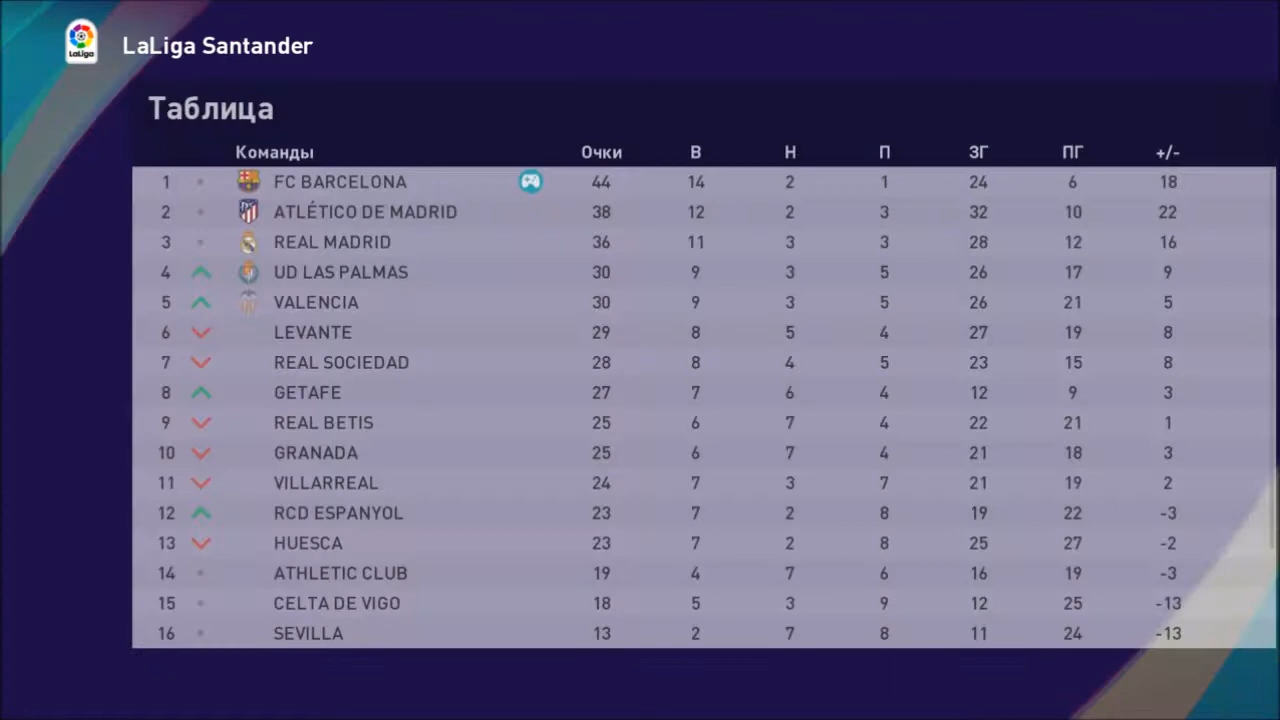 LaLiga LaLiga Santander
Таблица
Команды Очки В Н П ЗГ ПГ +/-
1 FC BARCELONA 44 14 2 1 24 6 18
2 ATLÉTICO DE MADRID 38 12 2 3 32 10 22
3 REAL MADRID 36 11 3 3 28 12 16
4 UD LAS PALMAS 30 9 3 5 26 17 9
5 VALENCIA 30 9 3 5 26 21 5
6 LEVANTE 29 8 5 4 27 19 8
7 REAL SOCIEDAD 28 8 4 5 23 15 8
8 GETAFE 27 7 6 4 12 9 3
9 REAL BETIS 25 6 7 4 22 21 1
10 GRANADA 25 6 7 4 21 18 3
11 VILLARREAL 24 7 3 7 21 19 2
12 RCD ESPANYOL 23 7 2 8 19 22 -3
13 HUESCA 23 7 2 8 25 27 -2
14 ATHLETIC CLUB 19 4 7 6 16 19 -3
15 CELTA DE VIGO 18 5 3 9 12 25 -13
16 SEVILLA 13 2 7 8 11 24 -13